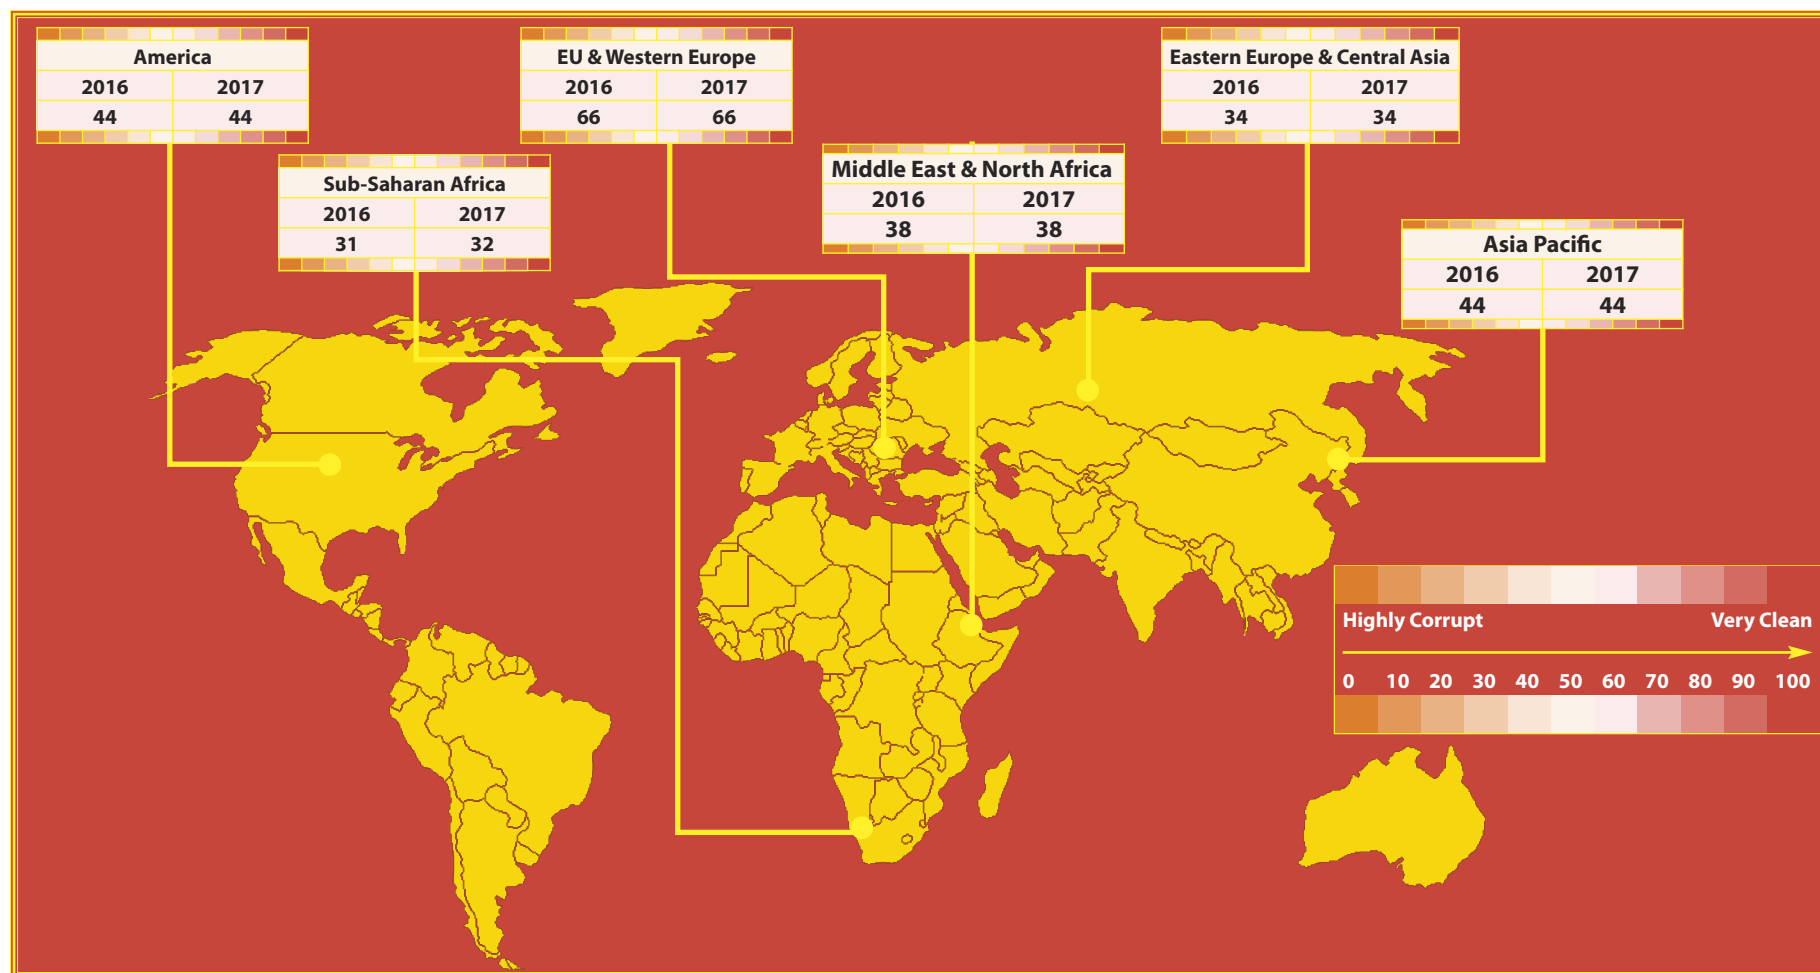 America
2016 2017
44 44
EU & Western Europe
2016 2017
66 66
Eastern Europe & Central Asia
2016 2017
34 34
Sub-Saharan Africa
2016 2017
31 32
Middle East & North Africa
2016 2017
38 38
Asia Pacific
2016 2017
44 44
Highly Corrupt Very Clean
0 10 20 30 40 50 60 70 80 90 100